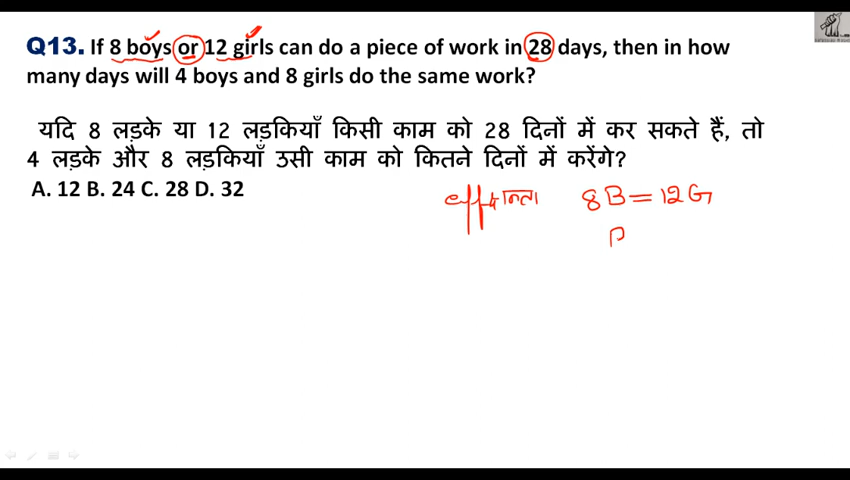 Q13. If 8 boys or 12 girls can do a piece of work in 28 days, then in how
many days will 4 boys and 8 girls do the same work?
यदि 8 लड़के या 12 लड़कियाँ किसी काम को 28 दिनों में कर सकते हैं, तो
4 लड़के और 8 लड़कियाँ उसी काम को कितने दिनों में करेंगे?
A. 12 B. 24 C. 28 D. 32
8B = 12G